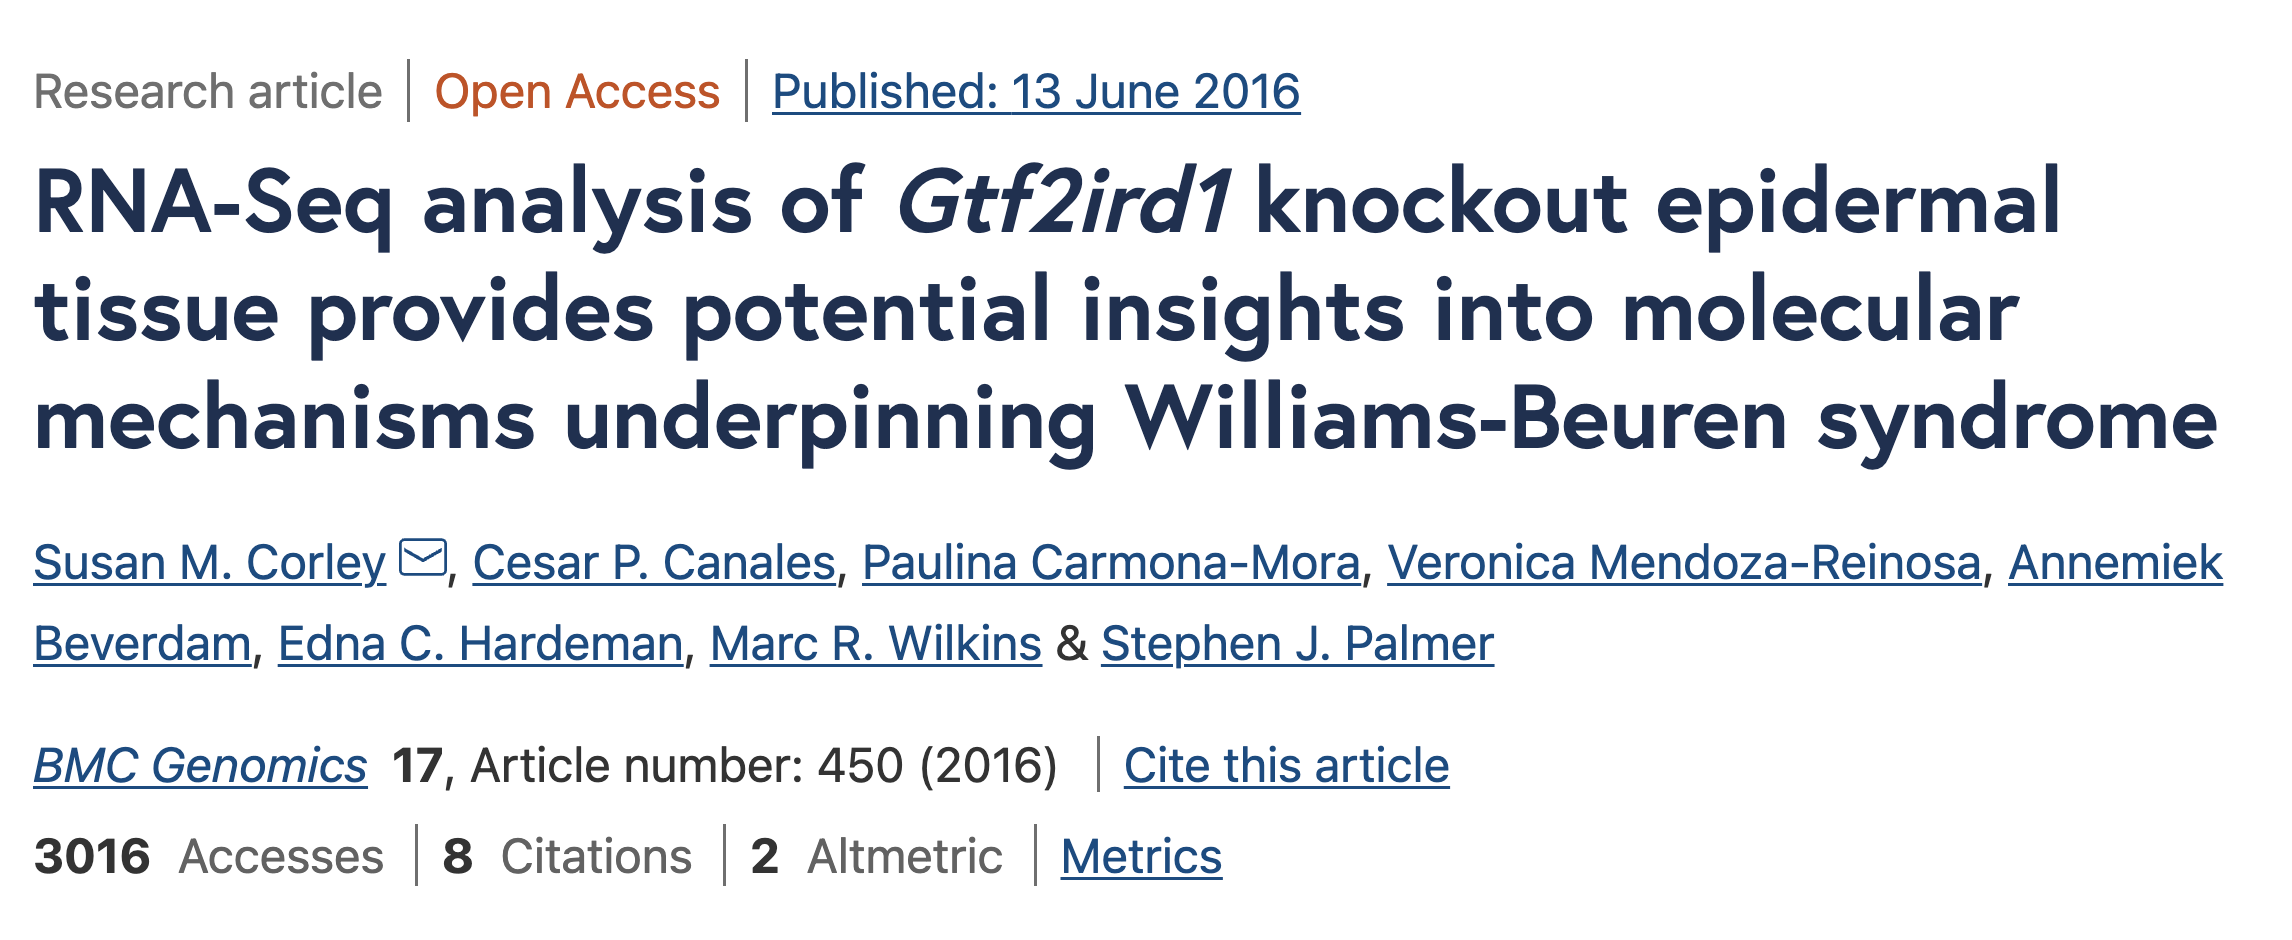 Research article | Open Access | Published: 13 June 2016
RNA-Seq analysis of Gtf2ird1 knockout epidermal
tissue provides potential insights into molecular
mechanisms underpinning Williams-Beuren syndrome
Susan M. Corley, Cesar P. Canales, Paulina Carmona-Mora, Veronica Mendoza-Reinosa, Annemiek
Beverdam, Edna C. Hardeman, Marc R. Wilkins & Stephen J. Palmer
BMC Genomics 17, Article number: 450 (2016) | Cite this article
3016 Accesses | 8 Citations | 2 Altmetric | Metrics